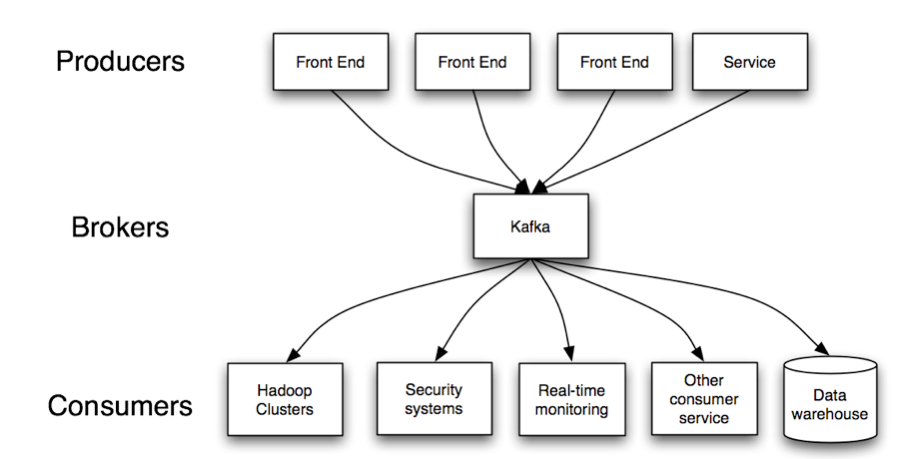 Producers
Front End
Front End
Front End
Service
Brokers
Kafka
Consumers
Hadoop
Clusters
Security
systems
Real-time
monitoring
Other
consumer
service
Data
warehouse